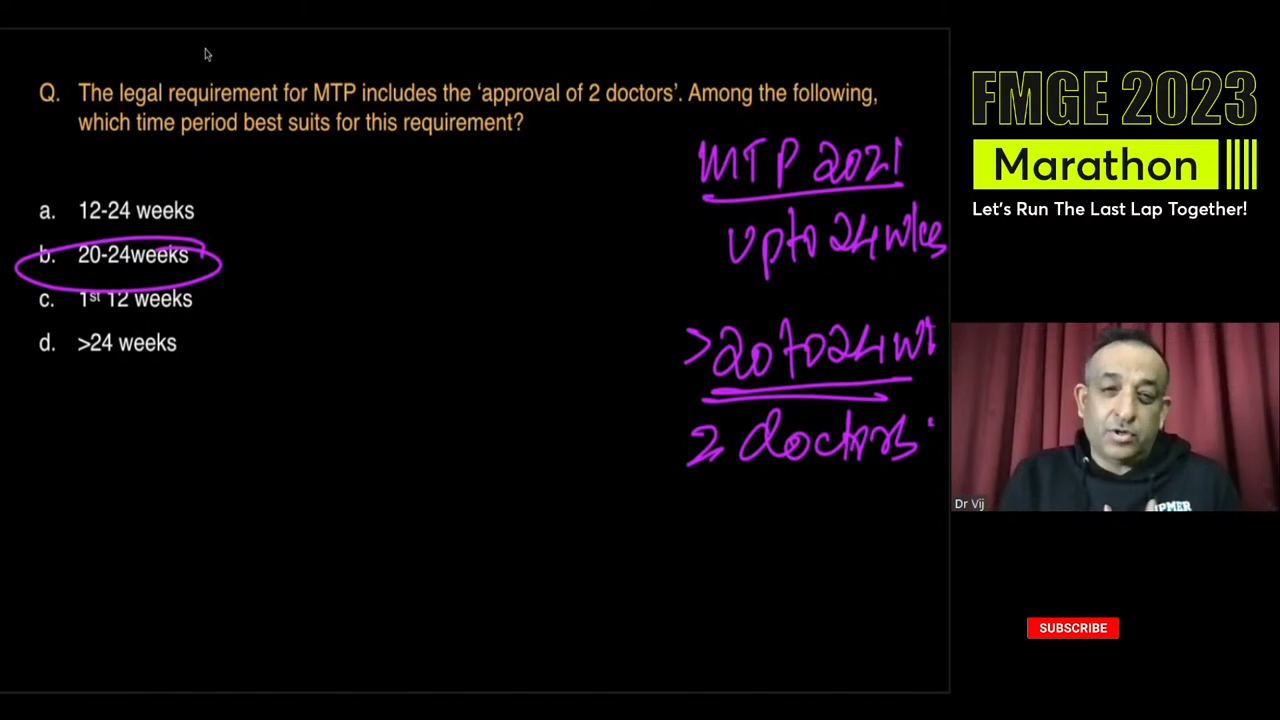 Q. The legal requirement for MTP includes the 'approval of 2 doctors'. Among the following,
which time period best suits for this requirement?
a. 12-24 weeks
b. 20-24weeks
c. 1st 12 weeks
d. >24 weeks
MTP 2021
upto 24 wks
>20 to 24 wk
2 doctors
FMGE 2023
Marathon
Let's Run The Last Lap Together!
Dr Vij
SUBSCRIBE